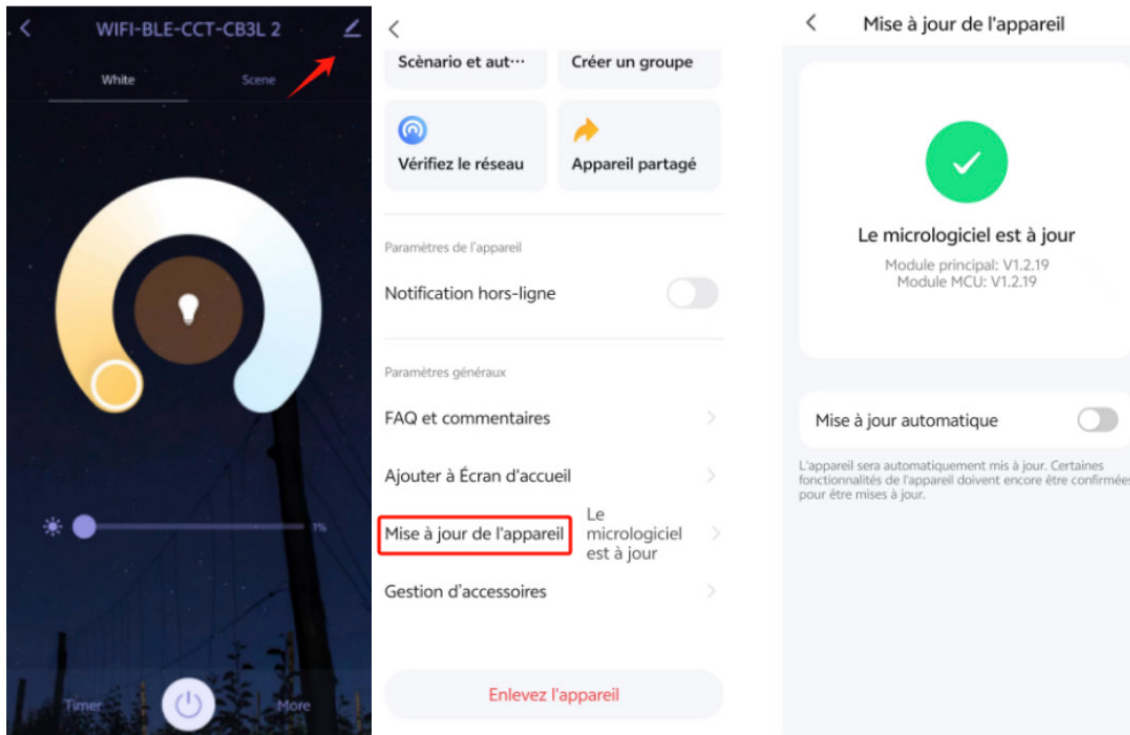 WIFI-BLE-CCT-CB3L 2
White
Scene
1%
Timer
More
Scènario et aut···
Créer un groupe
Vérifiez le réseau
Appareil partagé
Paramètres de l'appareil
Notification hors-ligne
Paramètres généraux
FAQ et commentaires
Ajouter à Écran d'accueil
Mise à jour de l'appareil
Le
micrologiciel
est à jour
Gestion d'accessoires
Enlevez l'appareil
Mise à jour de l'appareil
Le micrologiciel est à jour
Module principal: V1.2.19
Module MCU: V1.2.19
Mise à jour automatique
L'appareil sera automatiquement mis à jour. Certaines
fonctionnalités de l'appareil doivent encore être confirmées
pour être mises à jour.